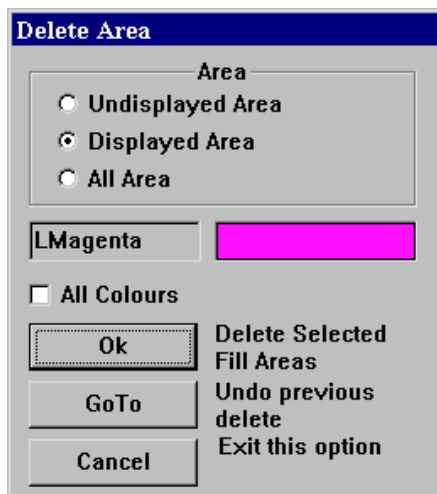 Delete Area
Area
Undisplayed Area
Displayed Area
All Area
LMagenta
All Colours
Ok
Delete Selected
Fill Areas
GoTo
Undo previous
delete
Cancel
Exit this option